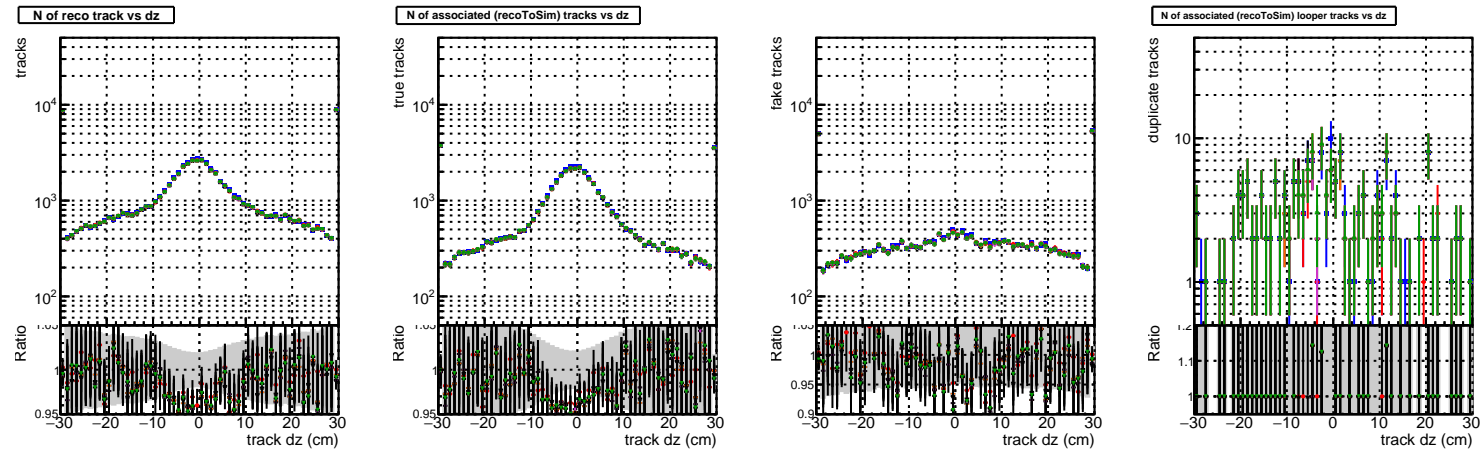 N of reco track vs dz
N of associated (recoToSim) tracks vs dz
N of associated (recoToSim) looper tracks vs dz
tracks
true tracks
fake tracks
duplicate tracks
10⁴
10³
10²
10⁴
10³
10²
10⁴
10³
10²
10
1
Ratio
1
0.95
−30 −20 −10 0 10 20 30
track dz (cm)
Ratio
1
0.95
−30 −20 −10 0 10 20 30
track dz (cm)
Ratio
1
0.95
0.9
−30 −20 −10 0 10 20 30
track dz (cm)
Ratio
1.2
1.1
1
−30 −20 −10 0 10 20 30
track dz (cm)